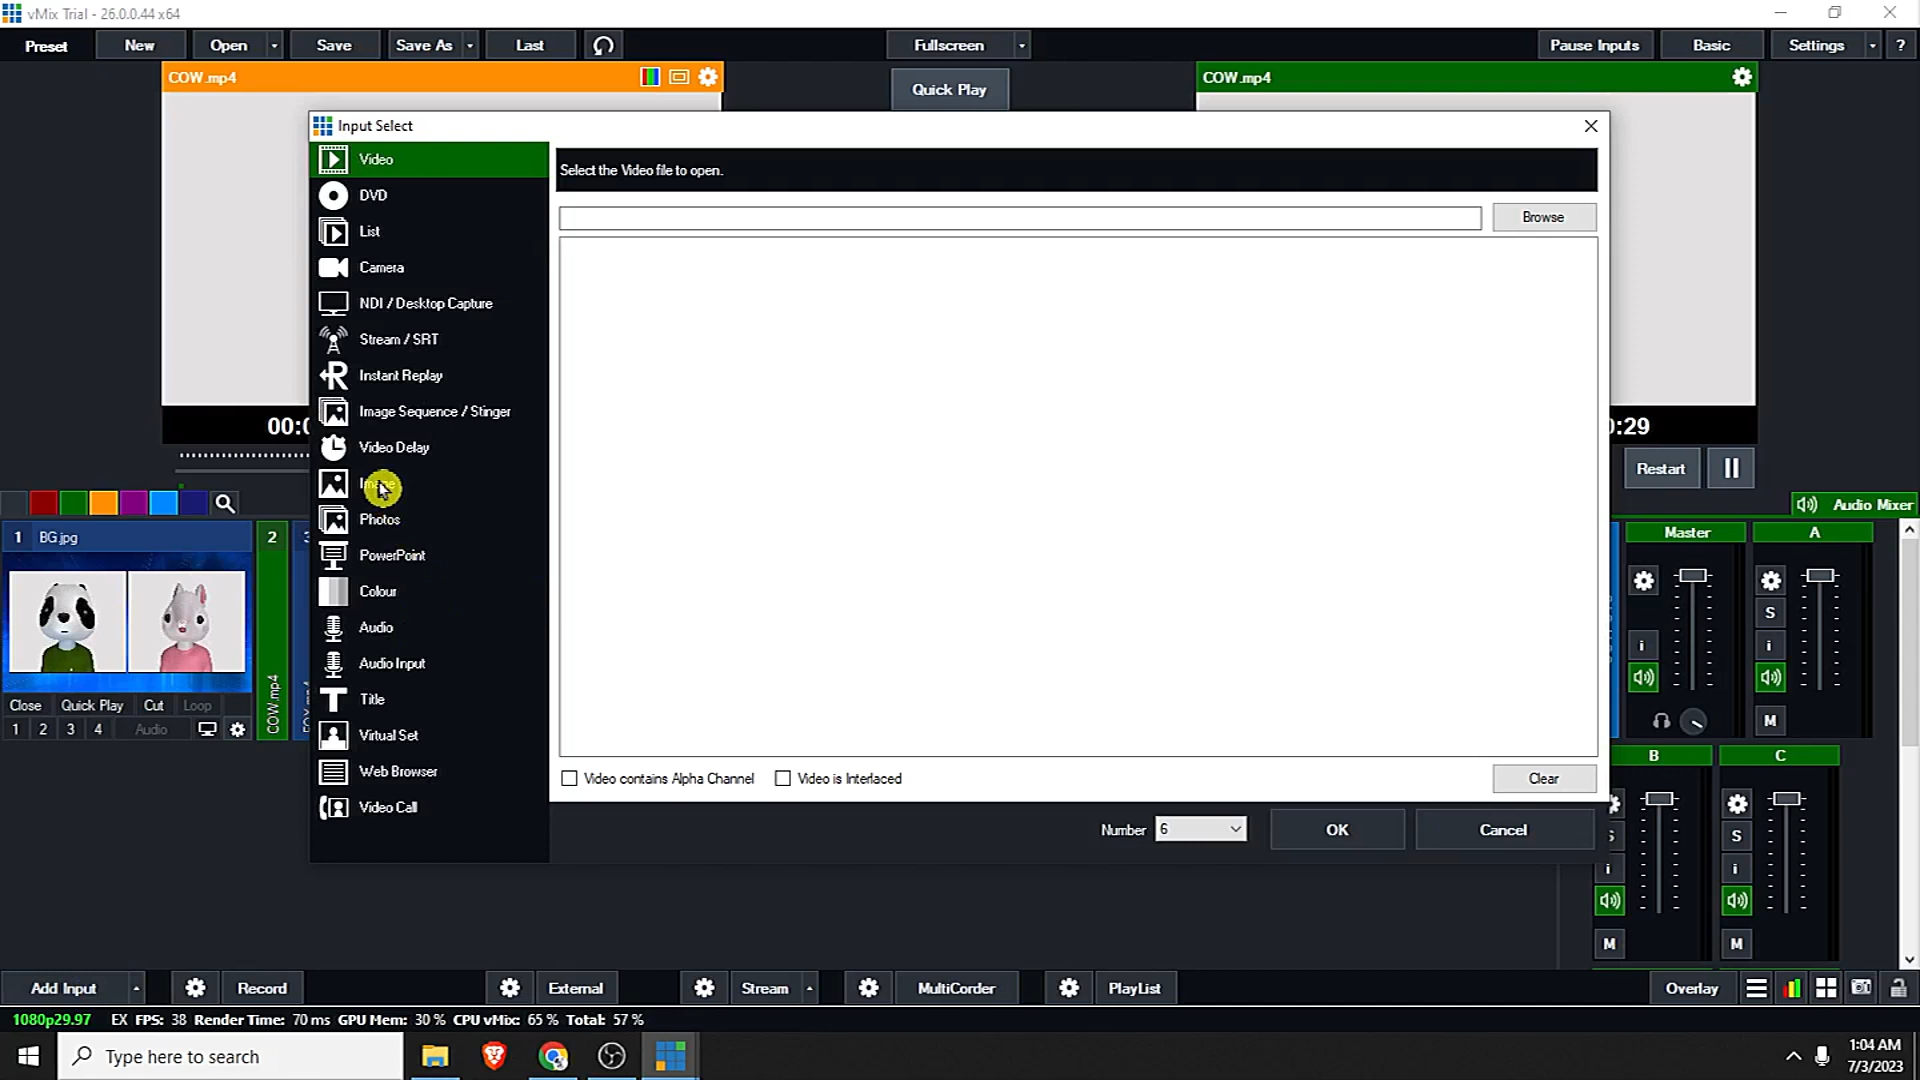 vMix Trial - 26.0.0.44 x64
Preset New Open Save Save As Last Fullscreen Pause Inputs Basic Settings ?
COW.mp4
Quick Play
COW.mp4
Input Select
Video
Select the Video file to open.
DVD
Browse
List
Camera
NDI / Desktop Capture
Stream / SRT
Instant Replay
Image Sequence / Stinger
:29
Video Delay
Restart
Image
Audio Mixer
Photos
1 BG.jpg
2
Master
A
PowerPoint
Colour
S
Audio
i
i
Audio Input
COW.mp4
Title
Close Quick Play Cut Loop
M
1 2 3 4 Audio
Virtual Set
B
C
Web Browser
Video contains Alpha Channel
Video is Interlaced
Clear
Video Call
Number 6
OK
Cancel
S
i
M
M
Add Input Record External Stream MultiCorder PlayList Overlay
1080p29.97 EX FPS: 38 Render Time: 70 ms GPU Mem: 30 % CPU vMix: 65 % Total: 57 %
Type here to search
1:04 AM
7/3/2023